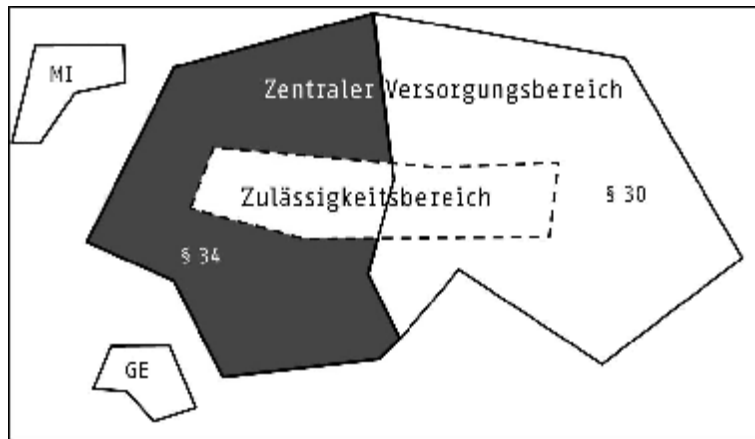 MI
Zentraler Versorgungsbereich
Zulässigkeitsbereich
§ 30
§ 34
GE